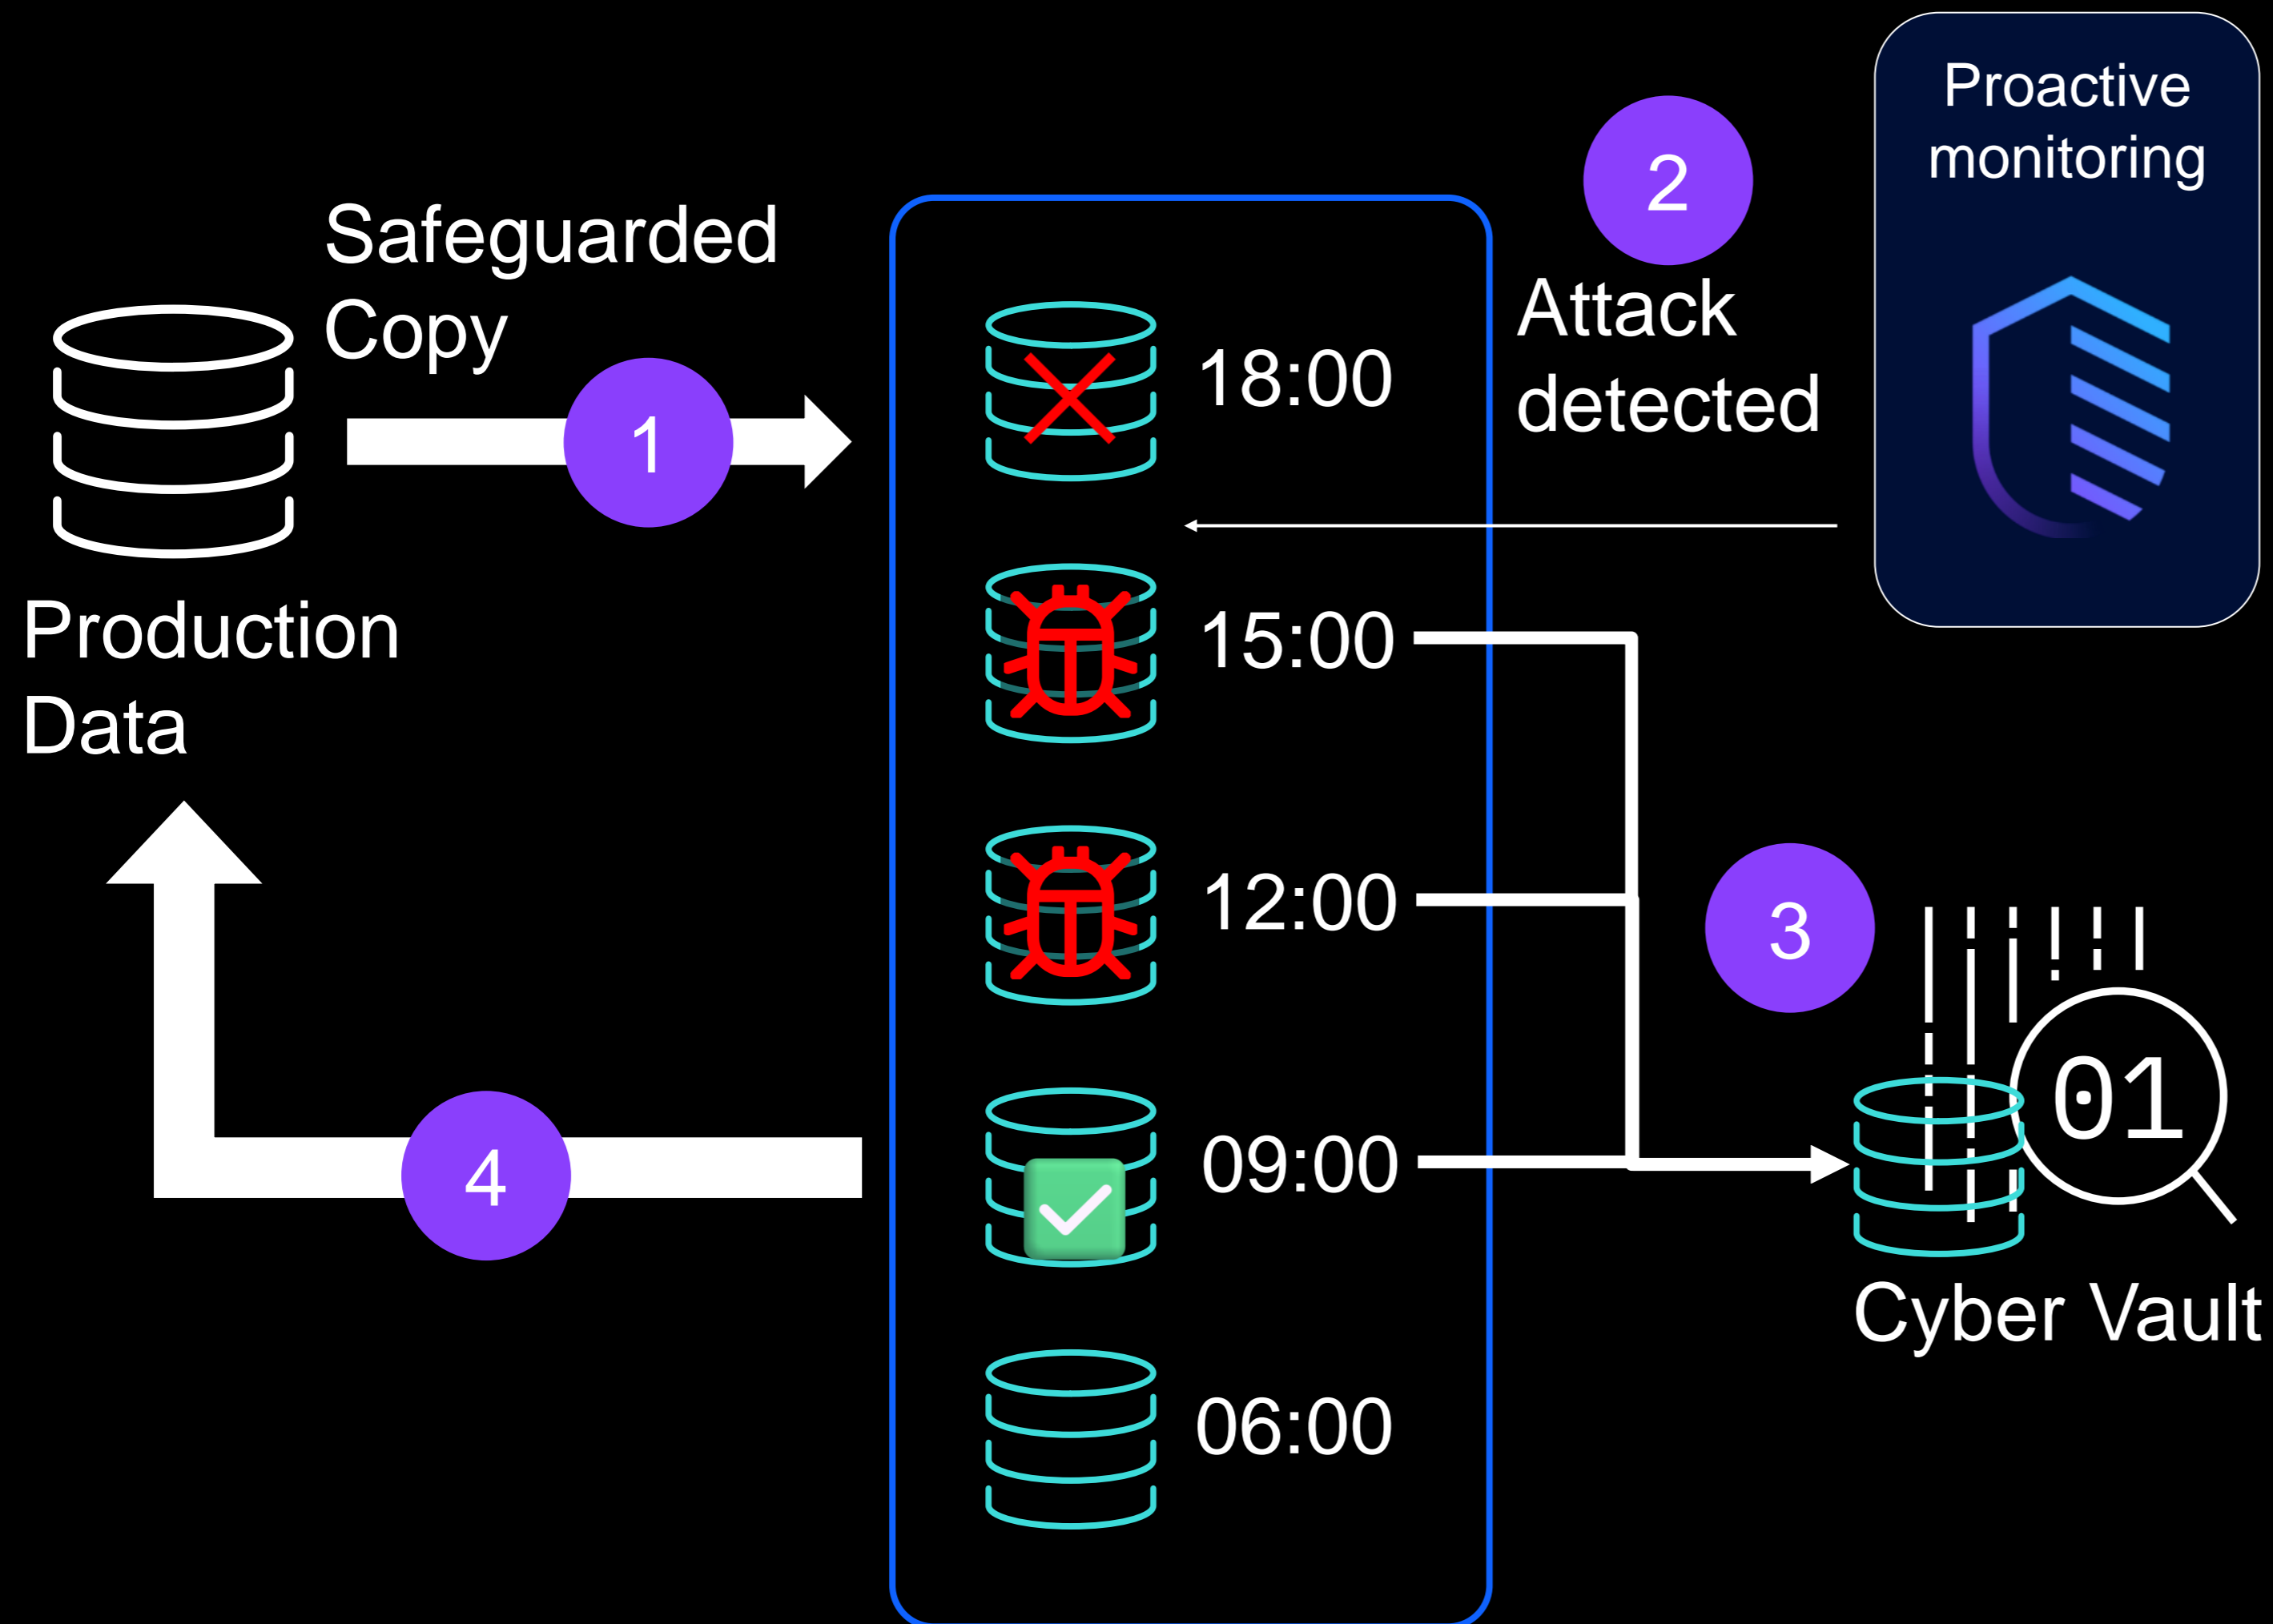 Proactive
monitoring
2
Safeguarded
Copy
Attack
detected
18:00
1
15:00
Production
Data
12:00
3
01
09:00
4
Cyber Vault
06:00